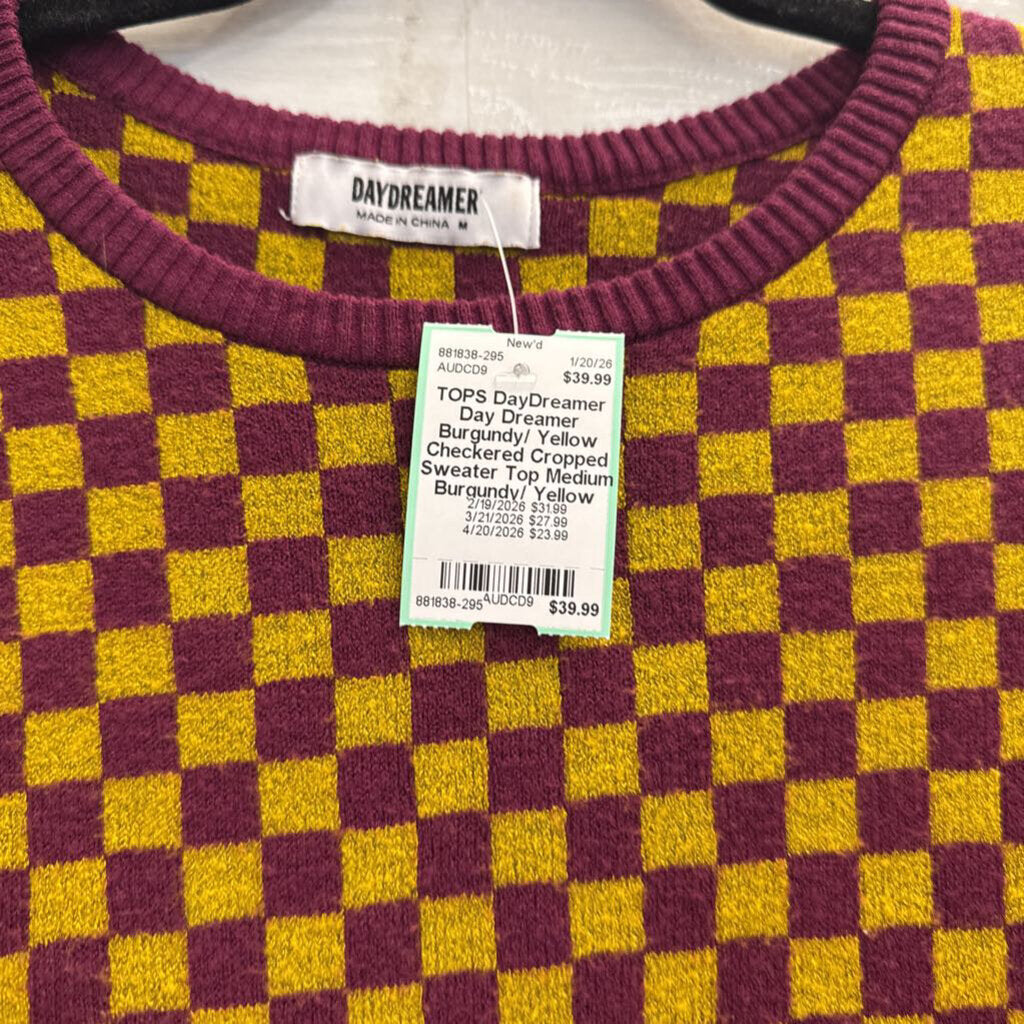 DAYDREAMER
MADE IN CHINA M
New'd
881838-295 1/20/26
AUDCD9 $39.99
TOPS DayDreamer
Day Dreamer
Burgundy/ Yellow
Checkered Cropped
Sweater Top Medium
Burgundy/ Yellow
2/19/2026 $31.99
3/21/2026 $27.99
4/20/2026 $23.99
881838-295 AUDCD9 $39.99